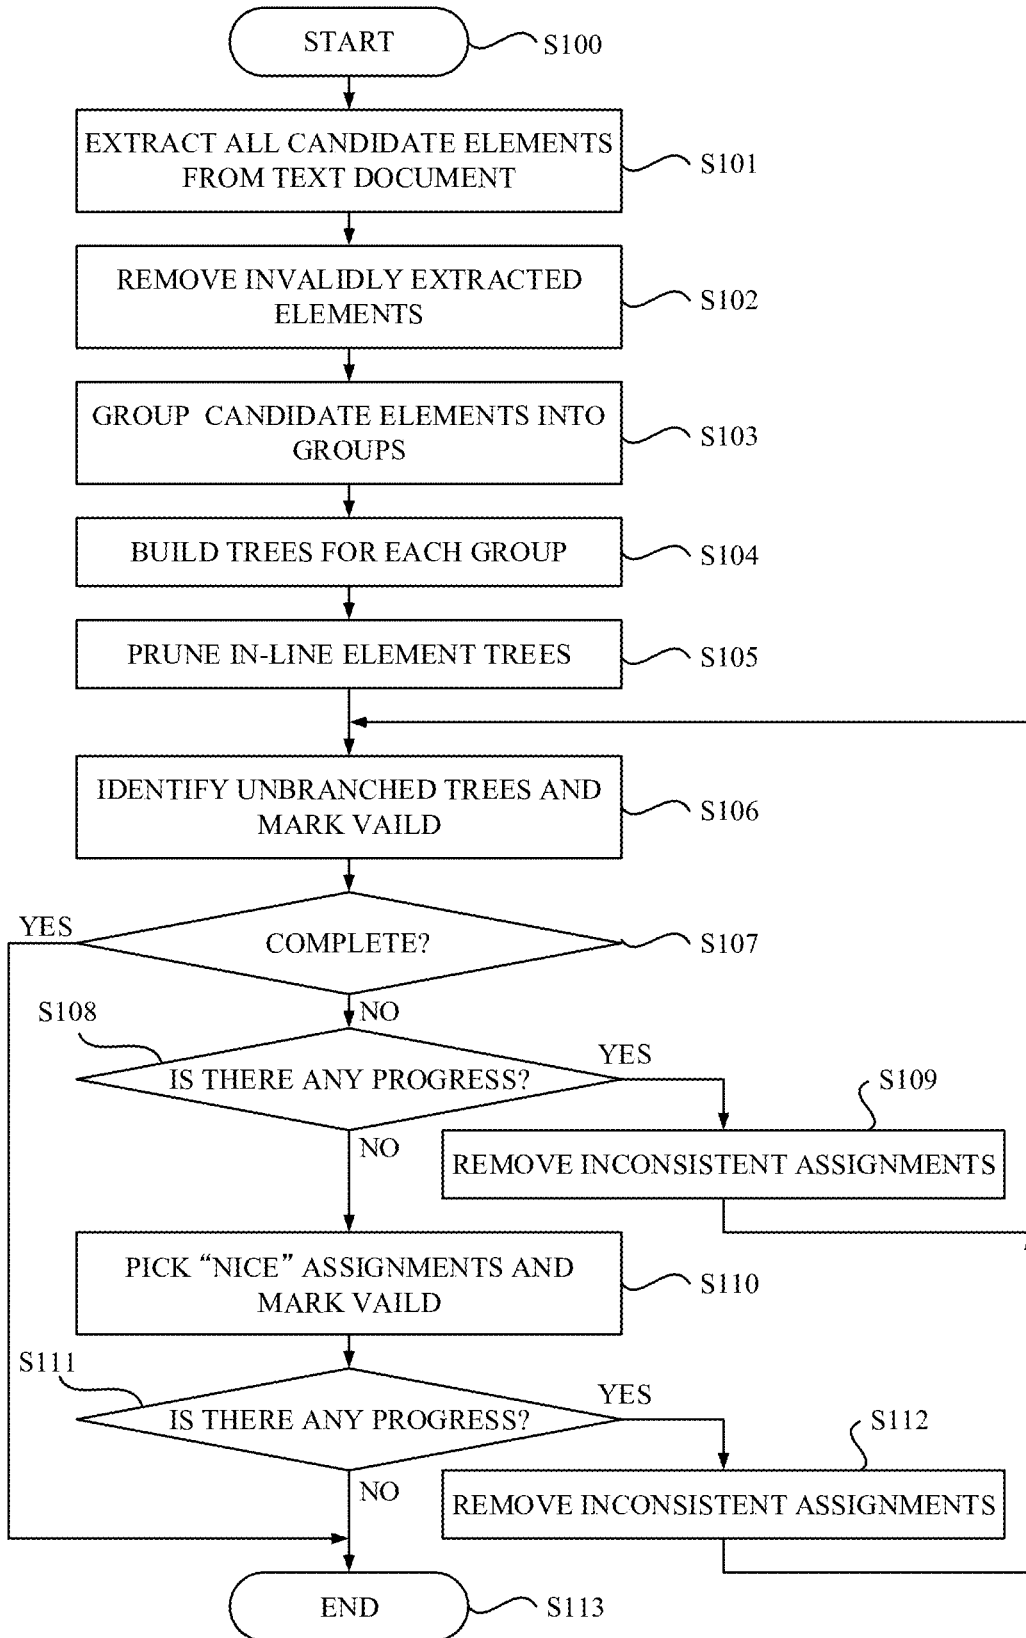 START
S100
EXTRACT ALL CANDIDATE ELEMENTS
FROM TEXT DOCUMENT
S101
REMOVE INVALIDLY EXTRACTED
ELEMENTS
S102
GROUP CANDIDATE ELEMENTS INTO
GROUPS
S103
BUILD TREES FOR EACH GROUP
S104
PRUNE IN-LINE ELEMENT TREES
S105
IDENTIFY UNBRANCHED TREES AND
MARK VAILD
S106
YES
COMPLETE?
S107
NO
S108
IS THERE ANY PROGRESS?
YES
S109
REMOVE INCONSISTENT ASSIGNMENTS
NO
PICK “NICE” ASSIGNMENTS AND
MARK VAILD
S110
S111
IS THERE ANY PROGRESS?
YES
S112
REMOVE INCONSISTENT ASSIGNMENTS
NO
END
S113